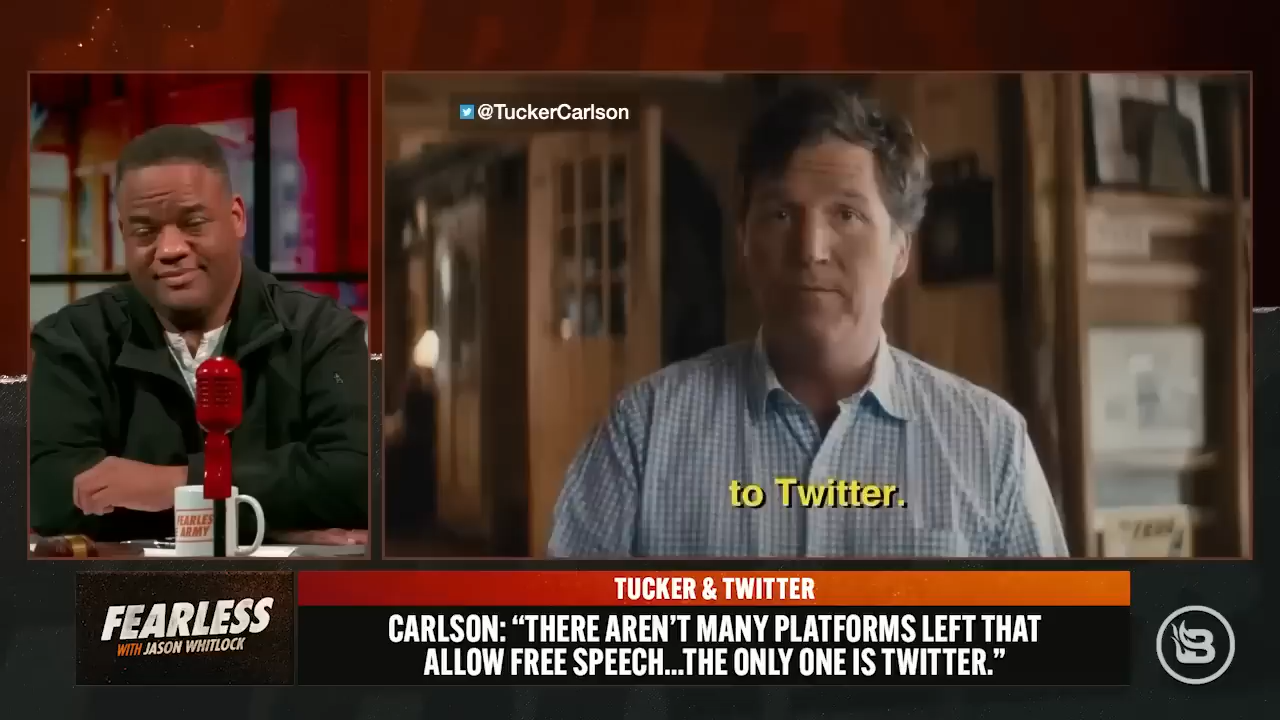 @TuckerCarlson
to Twitter.
FEARLESS
ARMY
TUCKER & TWITTER
FEARLESS
WITH JASON WHITLOCK
CARLSON: “THERE AREN’T MANY PLATFORMS LEFT THAT
ALLOW FREE SPEECH...THE ONLY ONE IS TWITTER.”
B